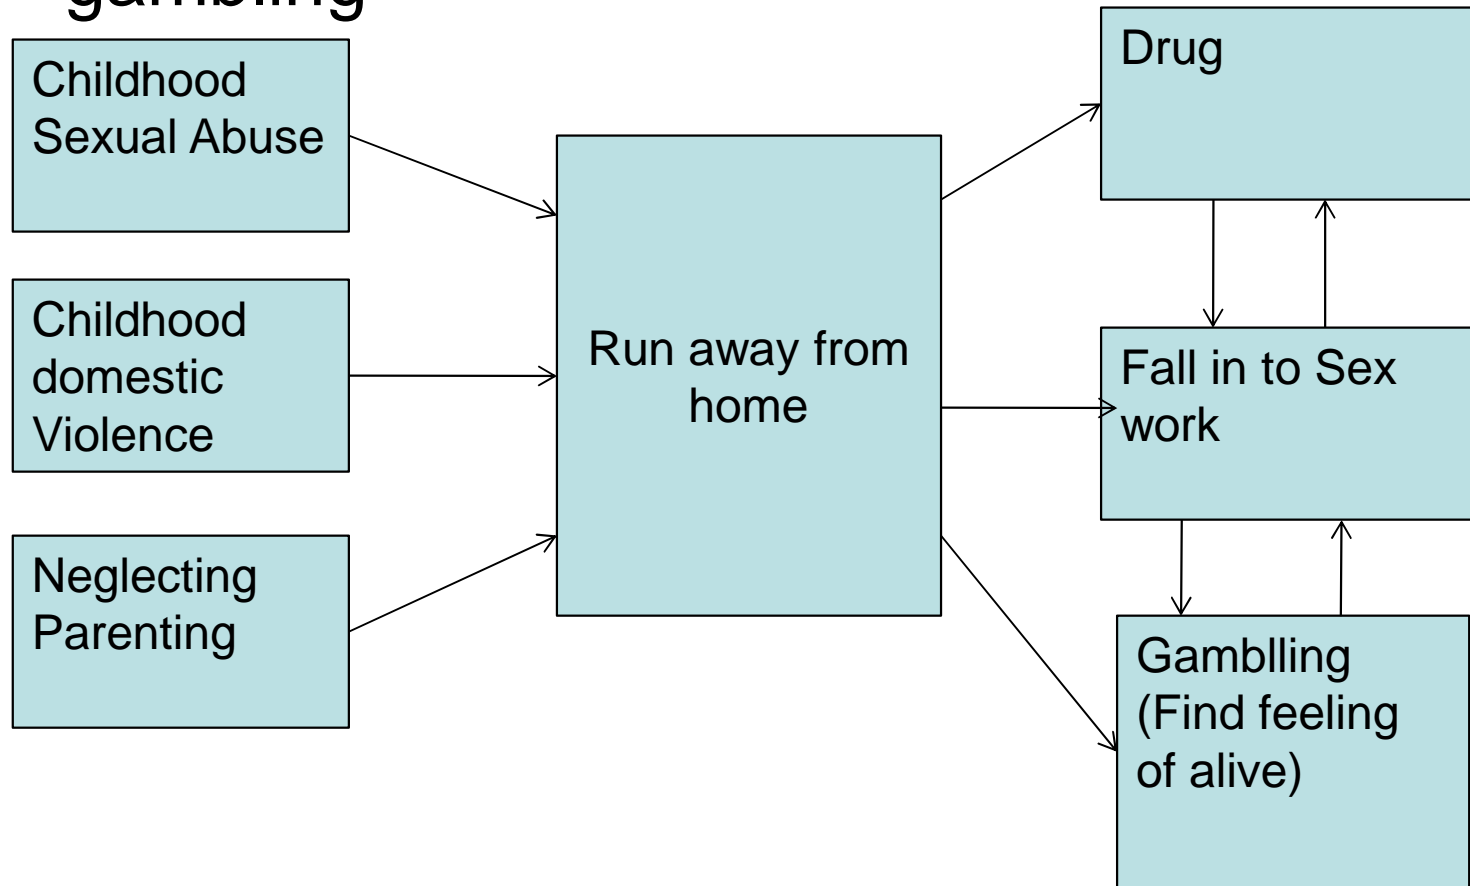 gambling
Childhood
Sexual Abuse
Childhood
domestic
Violence
Neglecting
Parenting
Run away from
home
Drug
Fall in to Sex
work
Gamblling
(Find feeling
of alive)